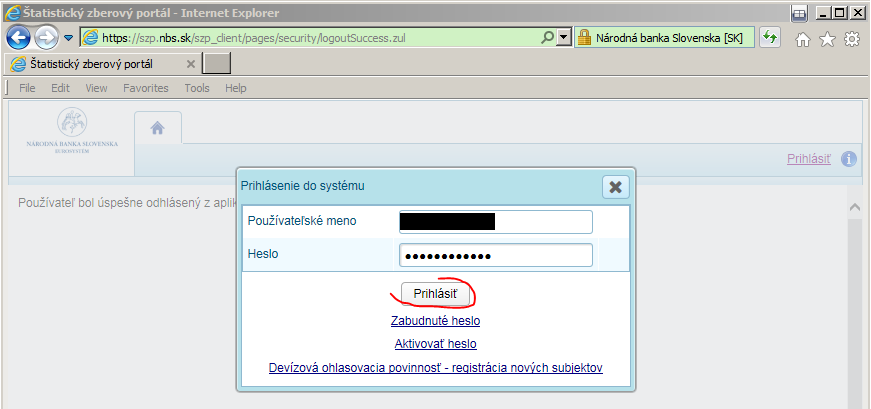 Štatistický zberový portál - Internet Explorer
https://szp.nbs.sk/szp_client/pages/security/logoutSuccess.zul
Národná banka Slovenska [SK]
Štatistický zberový portál
File Edit View Favorites Tools Help
NÁRODNÁ BANKA SLOVENSKA
EUROSYSTÉM
Prihlásiť
Používateľ bol úspešne odhlásený z aplik
Prihlásenie do systému
Používateľské meno
Heslo
Prihlásiť
Zabudnuté heslo
Aktivovať heslo
Devízová ohlasovacia povinnosť - registrácia nových subjektov